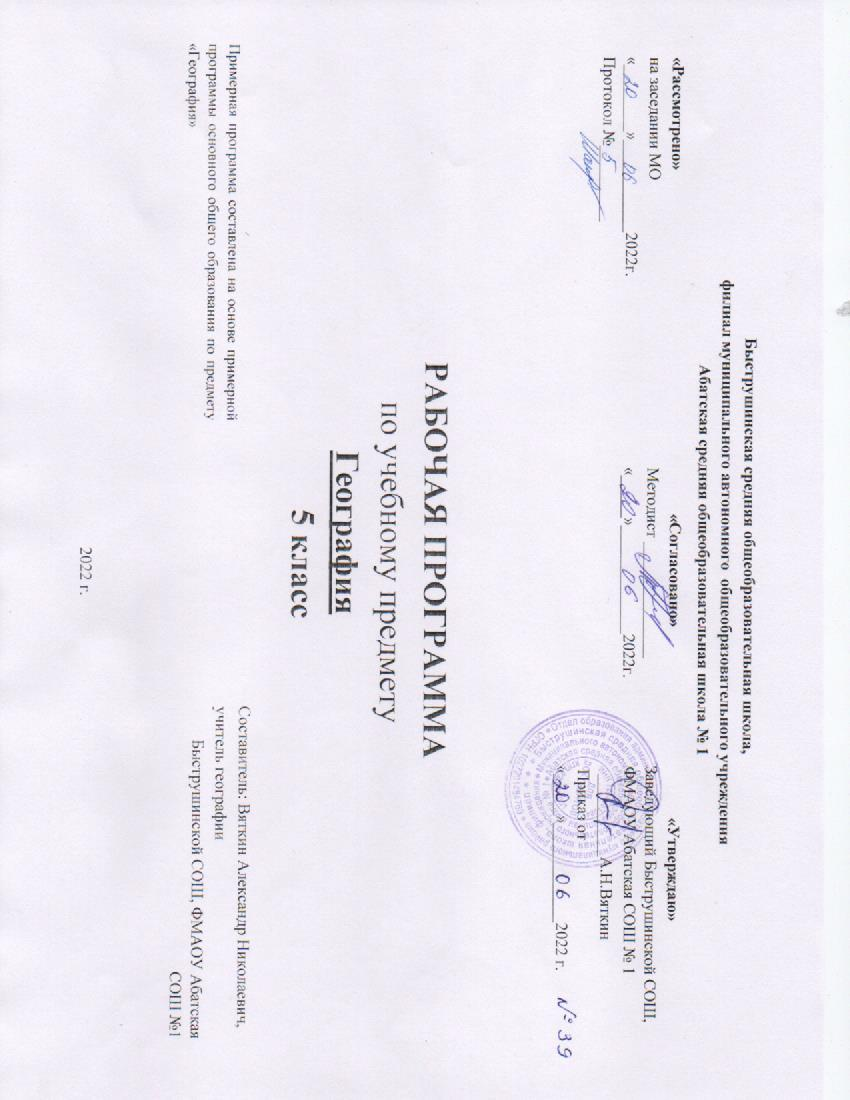 Быструшинская средняя общеобразовательная школа,
филиал муниципального автономного общеобразовательного учреждения
Абатская средняя общеобразовательная школа № 1
«Рассмотрено»
на заседании МО
« 20 » 06 2022г.
Протокол № 5
«Согласовано»
Методист
« 20 » 06 2022г.
«Утверждаю»
Заведующий Быструшинской СОШ,
ФМАОУ Абатская СОШ № 1
А.Н.Вяткин
Приказ от
« 20 » 06 2022 г. № 39
РАБОЧАЯ ПРОГРАММА
по учебному предмету
География
5 класс
Примерная программа составлена на основе примерной
программы основного общего образования по предмету
«География»
Составитель: Вяткин Александр Николаевич,
учитель географии
Быструшинской СОШ, ФМАОУ Абатская
СОШ №1
2022 г.